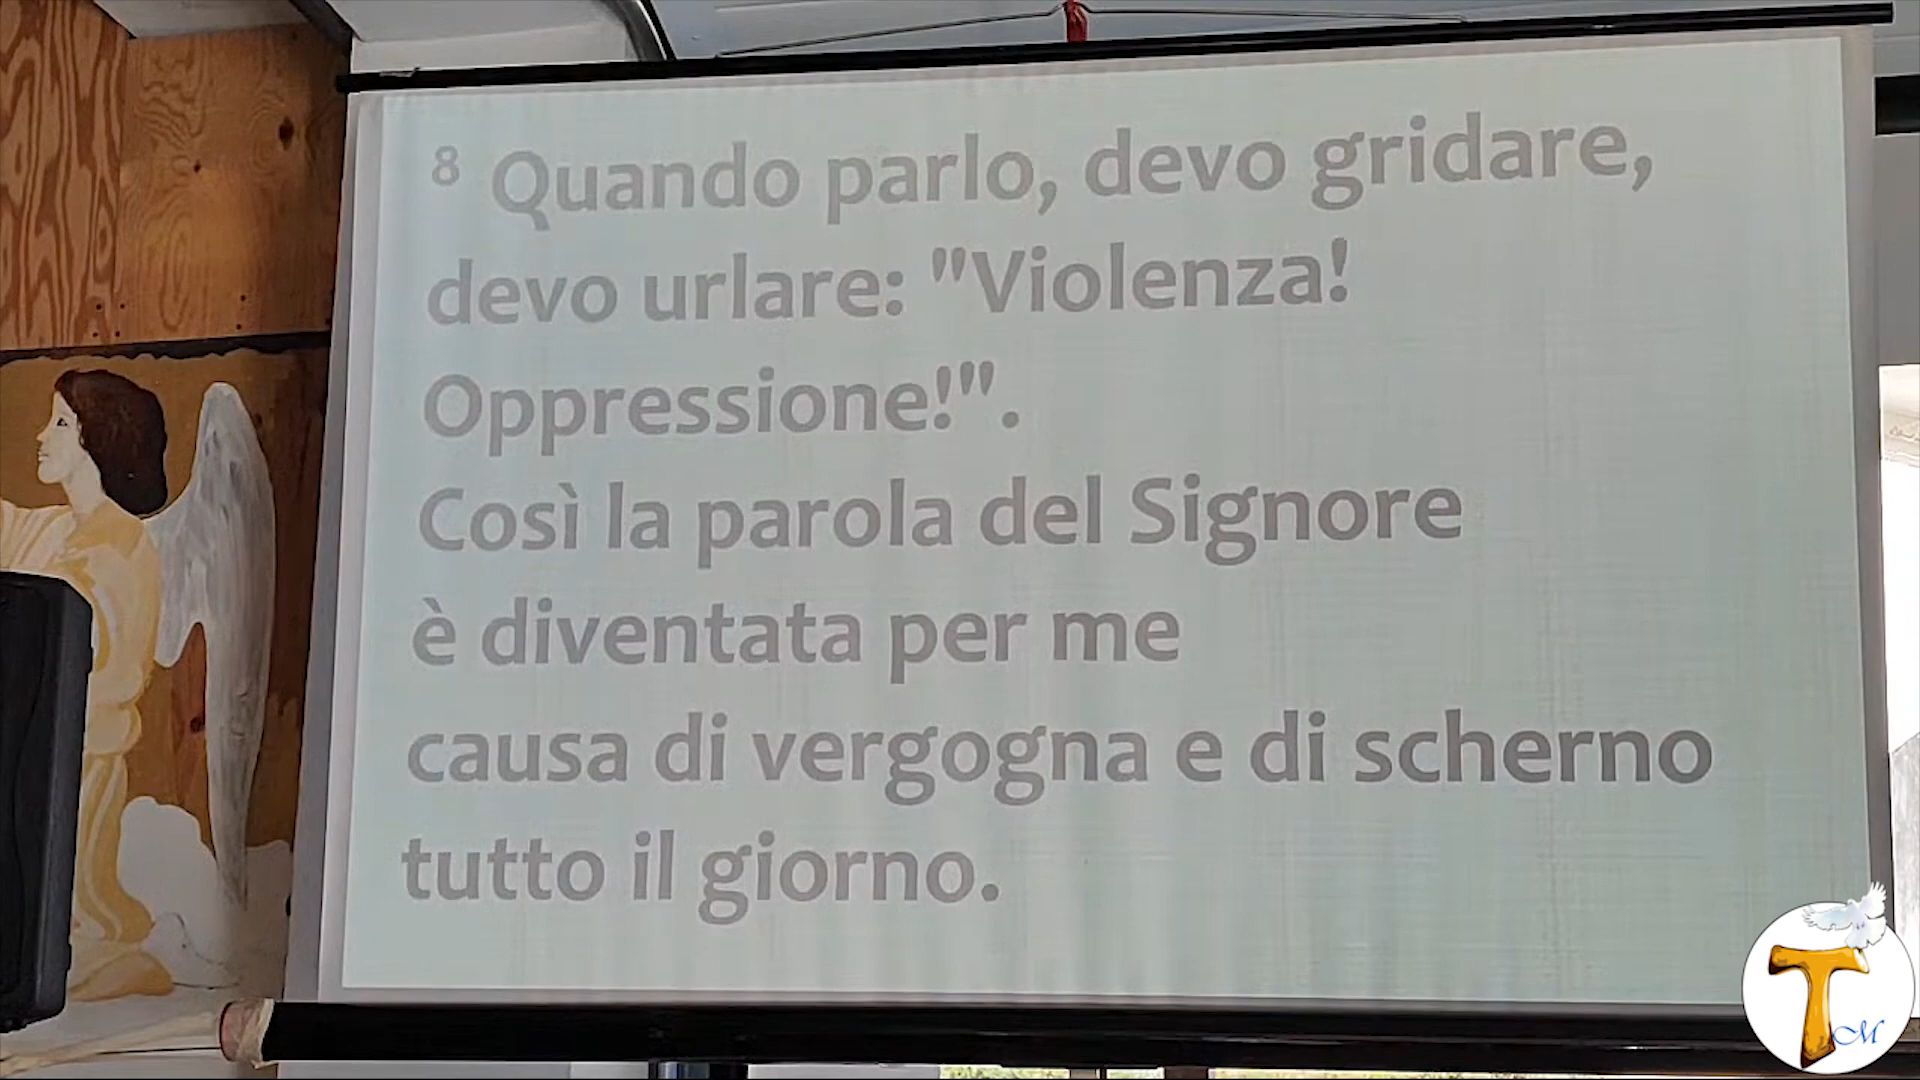 8 Quando parlo, devo gridare,
devo urlare: "Violenza!
Oppressione!".
Così la parola del Signore
è diventata per me
causa di vergogna e di scherno
tutto il giorno.
M